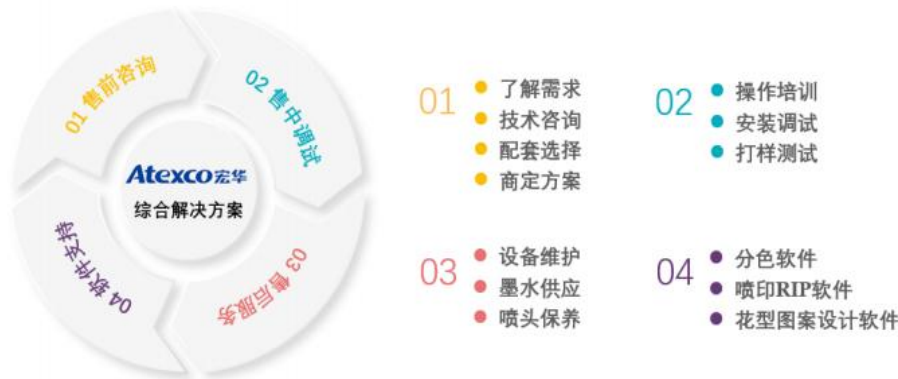 01 售前咨询
02 售中调试
03 售后服务
04 软件支持
Atexco宏华
综合解决方案
01
了解需求
技术咨询
配套选择
商定方案
02
操作培训
安装调试
打样测试
03
设备维护
墨水供应
喷头保养
04
分色软件
喷印RIP软件
花型图案设计软件